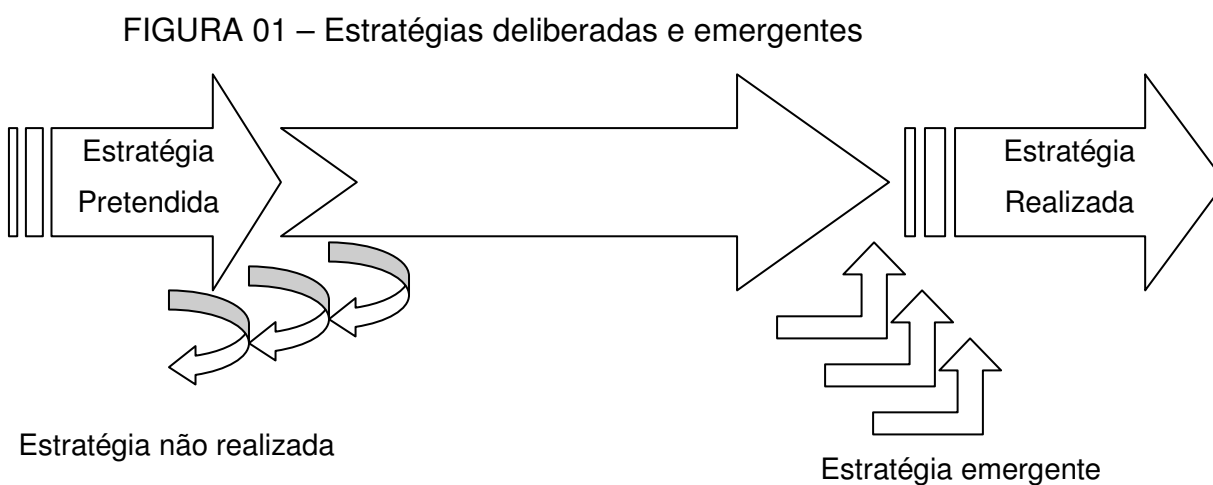 FIGURA 01 – Estratégias deliberadas e emergentes
Estratégia
Pretendida
Estratégia
Realizada
Estratégia não realizada
Estratégia emergente